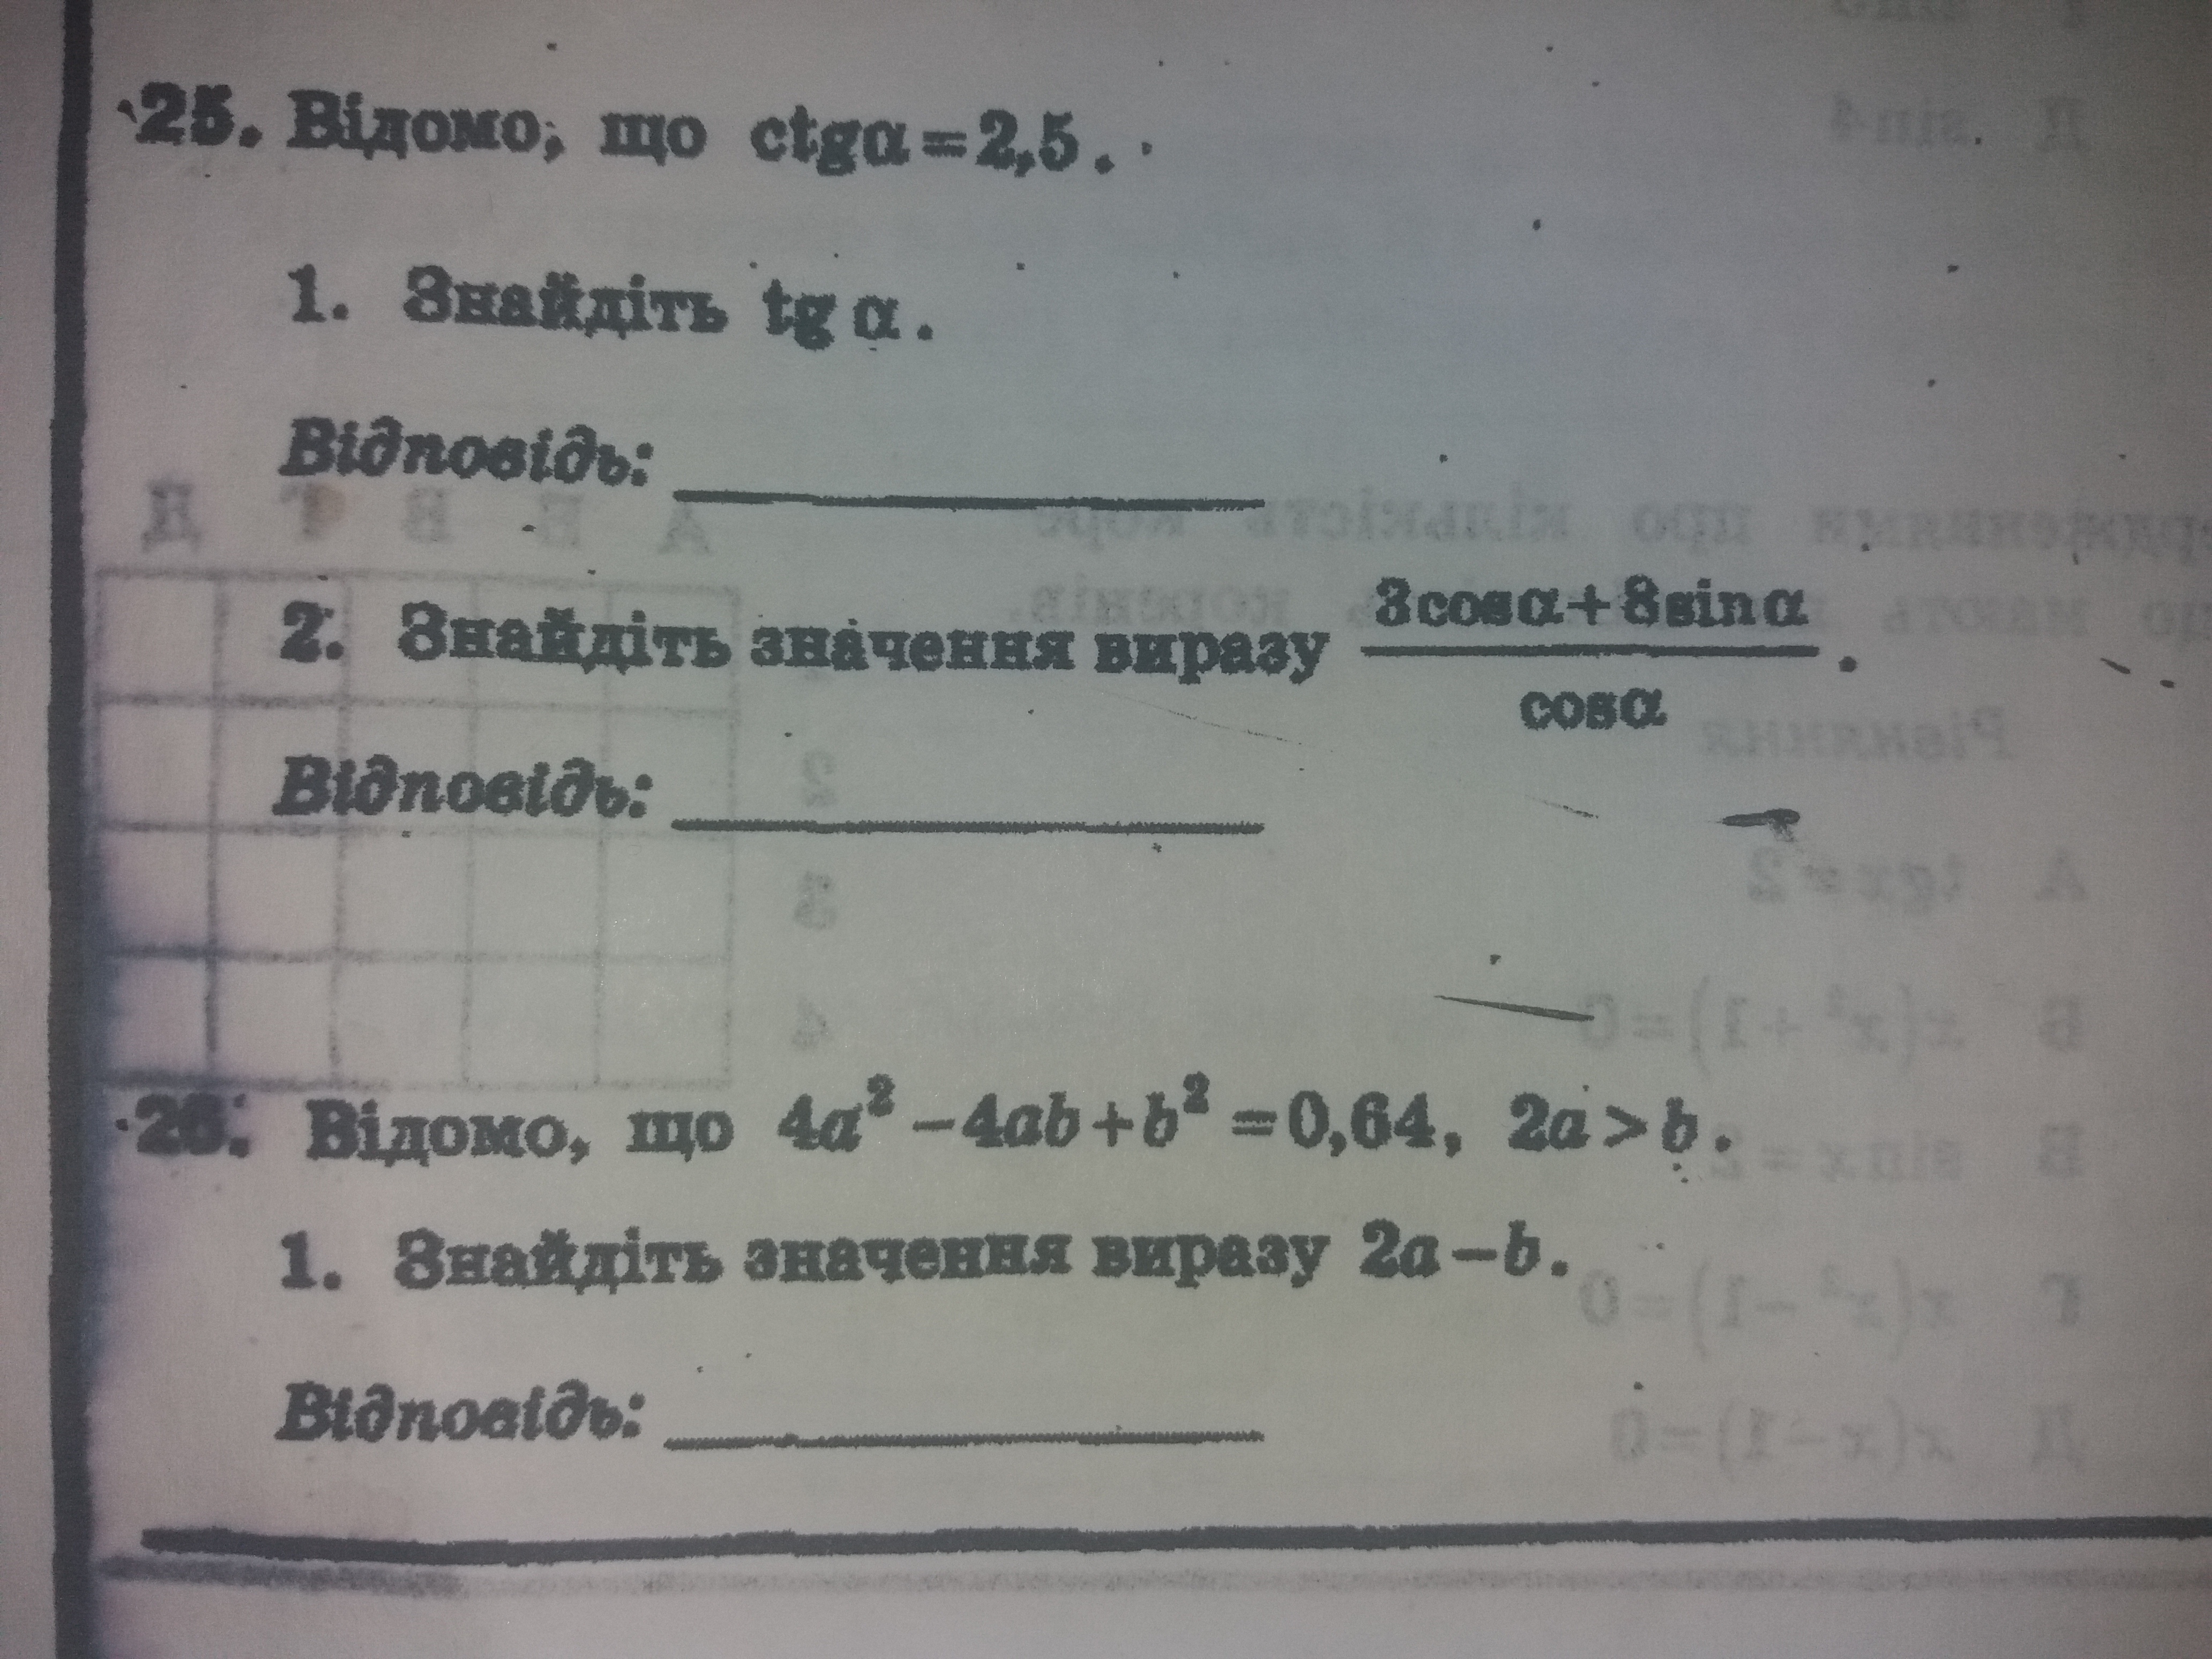 25. Відомо, що ctgα=2,5.
1. Знайдіть tg α.
Відповідь:
2. Знайдіть значення виразу (3cosα+8sinα)/cosα.
Відповідь:
26. Відомо, що 4a²−4ab+b²=0,64, 2a>b.
1. Знайдіть значення виразу 2a−b.
Відповідь: